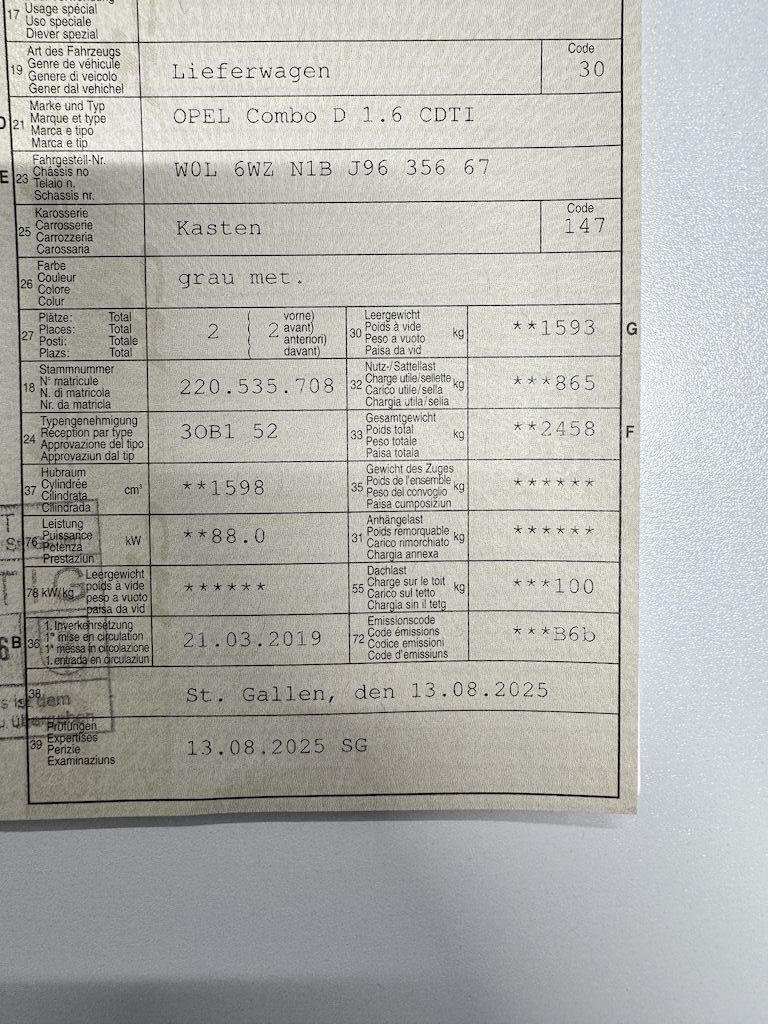 17 Usage spécial
Uso speciale
Diever spezial
19 Art des Fahrzeugs
Genre de véhicule
Genere di veicolo
Gener dal vehichel
Lieferwagen
Code
30
21 Marke und Typ
Marque et type
Marca e tipo
Marca e tip
OPEL Combo D 1.6 CDTI
E 23 Fahrgestell-Nr.
Châssis no
Telaio n.
Schassis nr.
W0L 6WZ N1B J96 356 67
25 Karosserie
Carrosserie
Carrozzeria
Carossaria
Kasten
Code
147
26 Farbe
Couleur
Colore
Colur
grau met.
27 Plätze: Total
Places: Total
Posti: Totale
Plazs: Total
2 ( 2 vorne)
avant)
anteriori)
( davant)
30 Leergewicht
Poids à vide
Peso a vuoto
Paisa da vid
kg
**1593 G
18 Stammnummer
N° matricule
N. di matricola
Nr. da matricla
220.535.708
32 Nutz-/Sattellast
Charge utile/sellette
Carico utile/sella
Chargia utila/sella
kg
***865
24 Typengenehmigung
Réception par type
Approvazione del tipo
Approvaziun dal tip
3OB1 52
33 Gesamtgewicht
Poids total
Peso totale
Paisa totala
kg
**2458 F
37 Hubraum
Cylindrée
Cilindrata
Cilindrada
cm³
**1598
35 Gewicht des Zuges
Poids de l'ensemble
Peso del convoglio
Paisa cumposiziun
kg
******
76 Leistung
Puissance
Potenza
Prestaziun
kW
**88.0
31 Anhängelast
Poids remorquable
Carico rimorchiato
Chargia annexa
kg
******
78 kW/kg Leergewicht
poids à vide
peso a vuoto
paisa da vid
******
55 Dachlast
Charge sur le toit
Carico sul tetto
Chargia sin il tetg
kg
***100
B 36 1. Inverkehrsetzung
1re mise en circulation
1a messa in circolazione
1. entrada en circulaziun
21.03.2019
72 Emissionscode
Code émissions
Codice emissioni
Code d'emissiuns
***B6b
38
St. Gallen, den 13.08.2025
39 Prüfungen
Expertises
Perizie
Examinaziuns
13.08.2025 SG